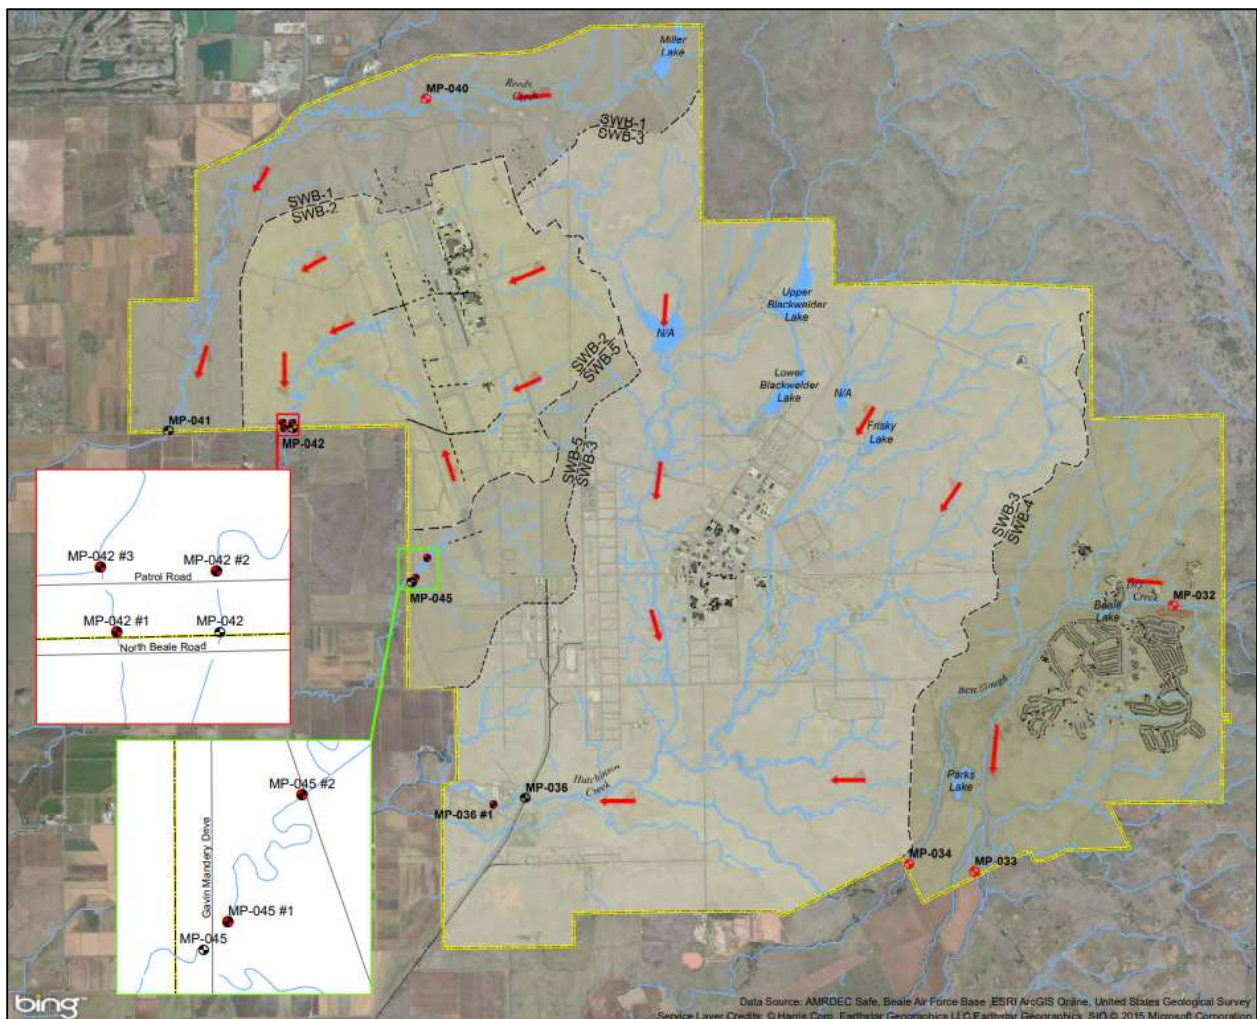 Miller
Lake
MP-040
Reeds
Creek
SWB-1
SWB-3
SWB-1
SWB-2
Upper
Blackwelder
Lake
N/A
SWB-2
SWB-5
Lower
Blackwelder
Lake
N/A
Frisky
Lake
MP-041
MP-042
SWB-5
SWB-3
SWB-3
SWB-4
MP-042 #3
MP-042 #2
Patrol Road
MP-042 #1
MP-042
North Beale Road
MP-045
Dry
Creek
MP-032
Beale
Lake
Best Slough
Parks
Lake
Hutchinson
Creek
MP-036
MP-036 #1
MP-045 #2
Gavin Mandery Drive
MP-045 #1
MP-045
MP-034
MP-033
bing™
Data Source: AMRDEC Safe, Beale Air Force Base ,ESRI ArcGIS Online, United States Geological Survey
Service Layer Credits: © Harris Corp, Earthstar Geographics LLC Earthstar Geographics SIO © 2015 Microsoft Corporation